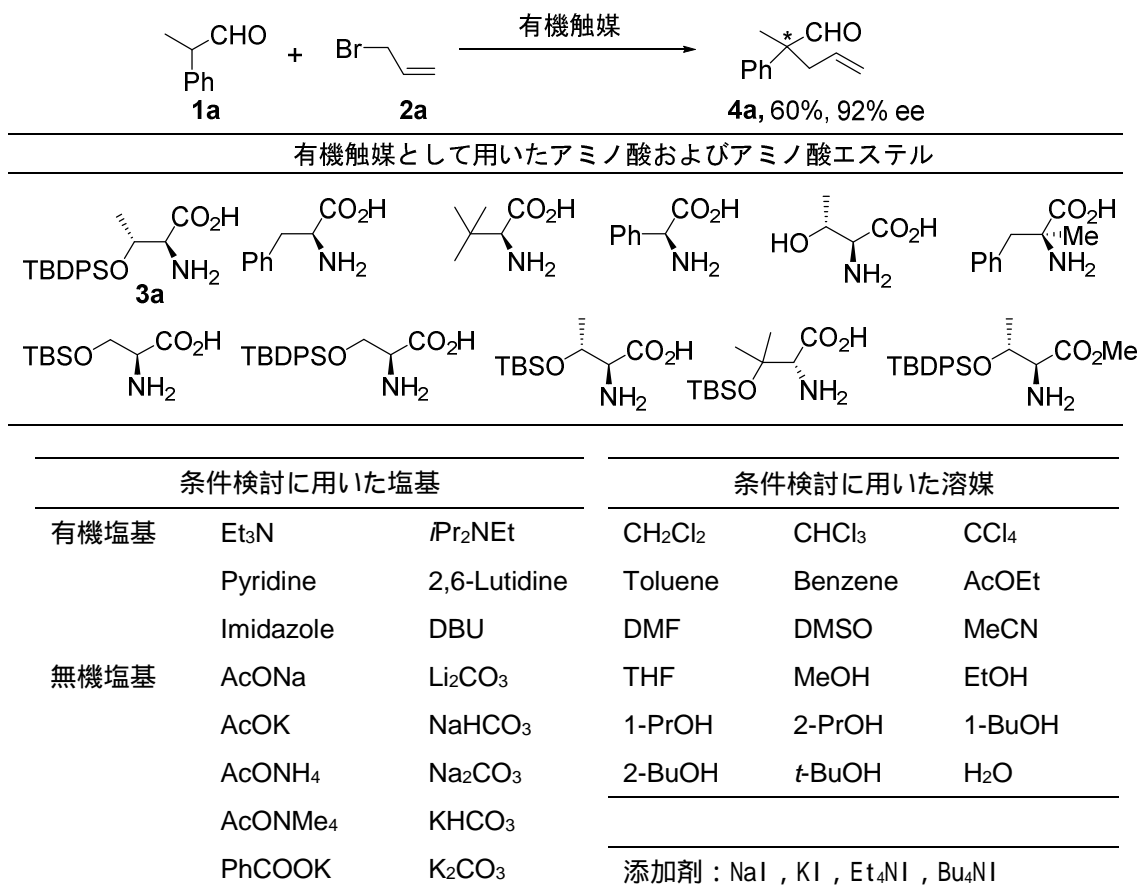 有機触媒
CHO + Br CHO
Ph Ph *
1a 2a 4a, 60%, 92% ee
有機触媒として用いたアミノ酸およびアミノ酸エステル
CO2H CO2H CO2H CO2H CO2H CO2H
TBDPSO NH2 Ph NH2 NH2 Ph NH2 HO NH2 Ph NH2 Me
3a
TBSO CO2H NH2 TBDPSO CO2H NH2 TBSO CO2H NH2 TBSO CO2H NH2 TBDPSO CO2Me NH2
条件検討に用いた塩基 条件検討に用いた溶媒
有機塩基 Et3N iPr2NEt CH2Cl2 CHCl3 CCl4
Pyridine 2,6-Lutidine Toluene Benzene AcOEt
Imidazole DBU DMF DMSO MeCN
無機塩基 AcONa Li2CO3 THF MeOH EtOH
AcOK NaHCO3 1-PrOH 2-PrOH 1-BuOH
AcONH4 Na2CO3 2-BuOH t-BuOH H2O
AcONMe4 KHCO3
PhCOOK K2CO3 添加剤：NaI , KI , Et4NI , Bu4NI